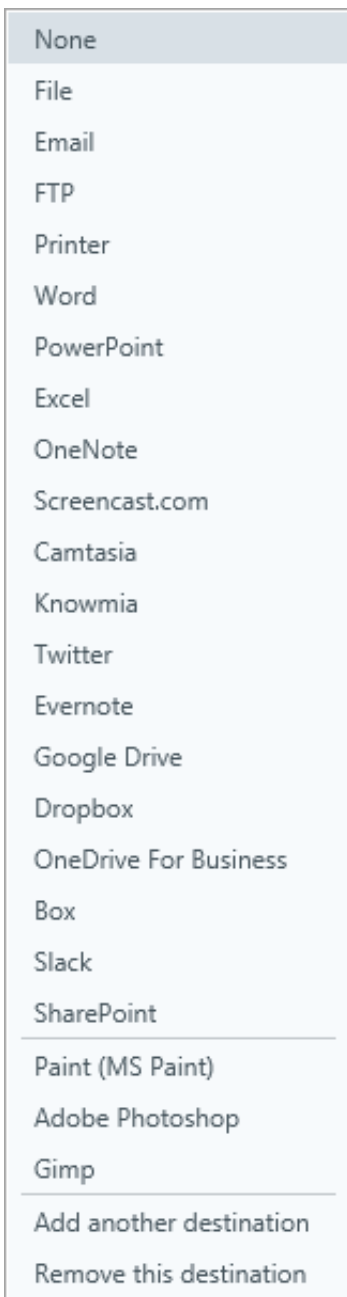 None
File
Email
FTP
Printer
Word
PowerPoint
Excel
OneNote
Screencast.com
Camtasia
Knowmia
Twitter
Evernote
Google Drive
Dropbox
OneDrive For Business
Box
Slack
SharePoint
Paint (MS Paint)
Adobe Photoshop
Gimp
Add another destination
Remove this destination